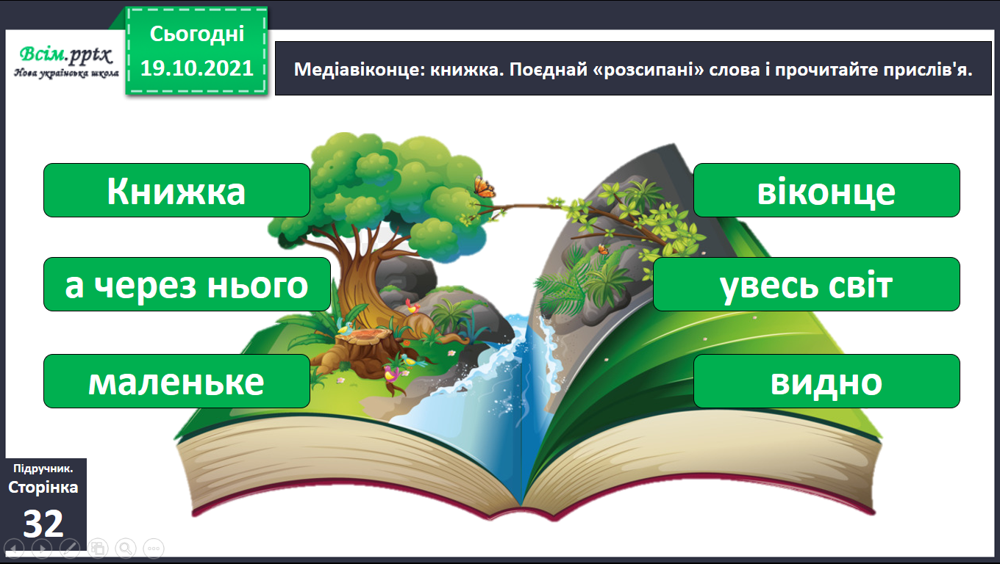 Всім.pptx
Нова українська школа
Сьогодні
19.10.2021
Медіавіконце: книжка. Поєднай «розсипані» слова і прочитайте прислів'я.
Книжка
віконце
а через нього
увесь світ
маленьке
видно
Підручник.
Сторінка
32